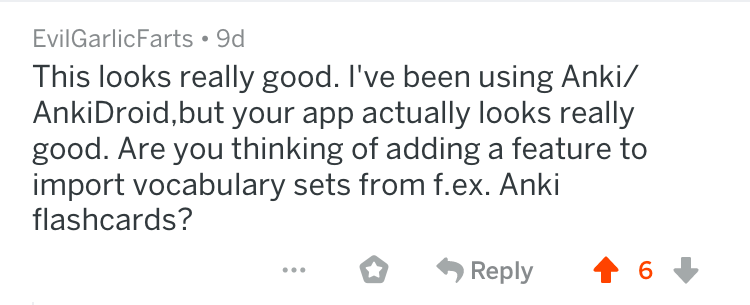 EvilGarlicFarts • 9d
This looks really good. I've been using Anki/
AnkiDroid,but your app actually looks really
good. Are you thinking of adding a feature to
import vocabulary sets from f.ex. Anki
flashcards?
... Reply 6